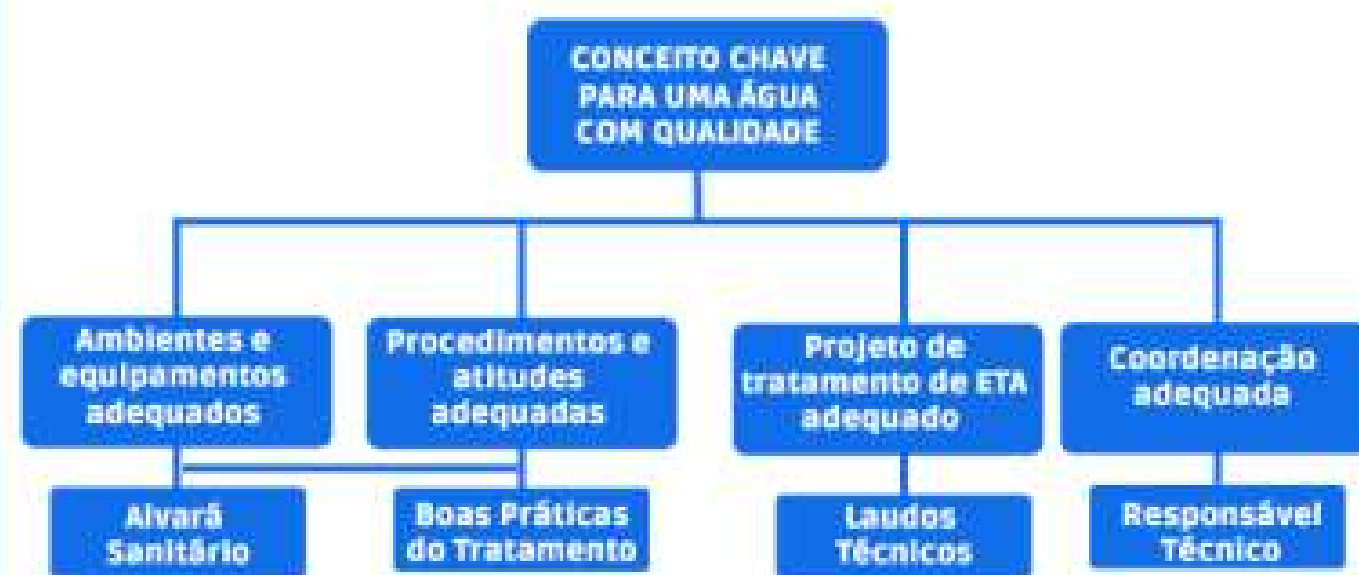 CONCEITO CHAVE
PARA UMA ÁGUA
COM QUALIDADE
Ambientes e
equipamentos
adequados
Procedimentos e
atitudes
adequadas
Projeto de
tratamento de ETA
adequado
Coordenação
adequada
Alvará
Sanitário
Boas Práticas
do Tratamento
Laudos
Técnicos
Responsável
Técnico